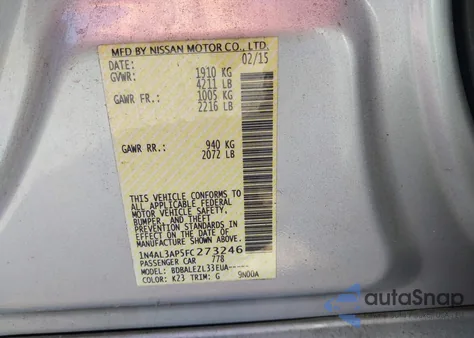 MFD BY NISSAN MOTOR CO., LTD.
DATE: 02/15
GVWR: 1910 KG
4211 LB
GAWR FR.: 1005 KG
2216 LB
GAWR RR.: 940 KG
2072 LB
THIS VEHICLE CONFORMS TO
ALL APPLICABLE FEDERAL
MOTOR VEHICLE SAFETY,
BUMPER, AND THEFT
PREVENTION STANDARDS
IN EFFECT ON THE DATE OF
MANUFACTURE SHOWN ABOVE.
1N4AL3AP5FC273246
PASSENGER CAR 778
MODEL: BDBALEZL33EUA-----
COLOR: K23 TRIM: G 9N00A
autoSnap